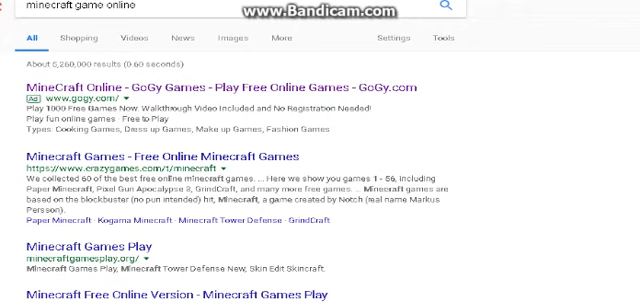 minecraft game online
www.Bandicam.com
All Shopping Videos News Images More Settings Tools
About 5,260,000 results (0.60 seconds)
MineCraft Online - GoGy Games - Play Free Online Games - GoGy.com
Ad www.gogy.com/
Play 1000 Free Games Now. Walkthrough Video Included and No Registration Needed!
Play fun online games · Free to Play
Types: Cooking Games, Dress up Games, Make up Games, Fashion Games
Minecraft Games - Free Online Minecraft Games
https://www.crazygames.com/t/minecraft
We collected 60 of the best free online minecraft games. ... Here we show you games 1 - 56, including
Paper Minecraft, Pixel Gun Apocalypse 3, GrindCraft, and many more free games. ... Minecraft games are
based on the blockbuster (no pun intended) hit, Minecraft, a game created by Notch (real name Markus
Persson).
Paper Minecraft · Kogama Minecraft · Minecraft Tower Defense · GrindCraft
Minecraft Games Play
minecraftgamesplay.org/
Minecraft Games Play, Minecraft Tower Defense New, Skin Edit Skincraft.
Minecraft Free Online Version - Minecraft Games Play